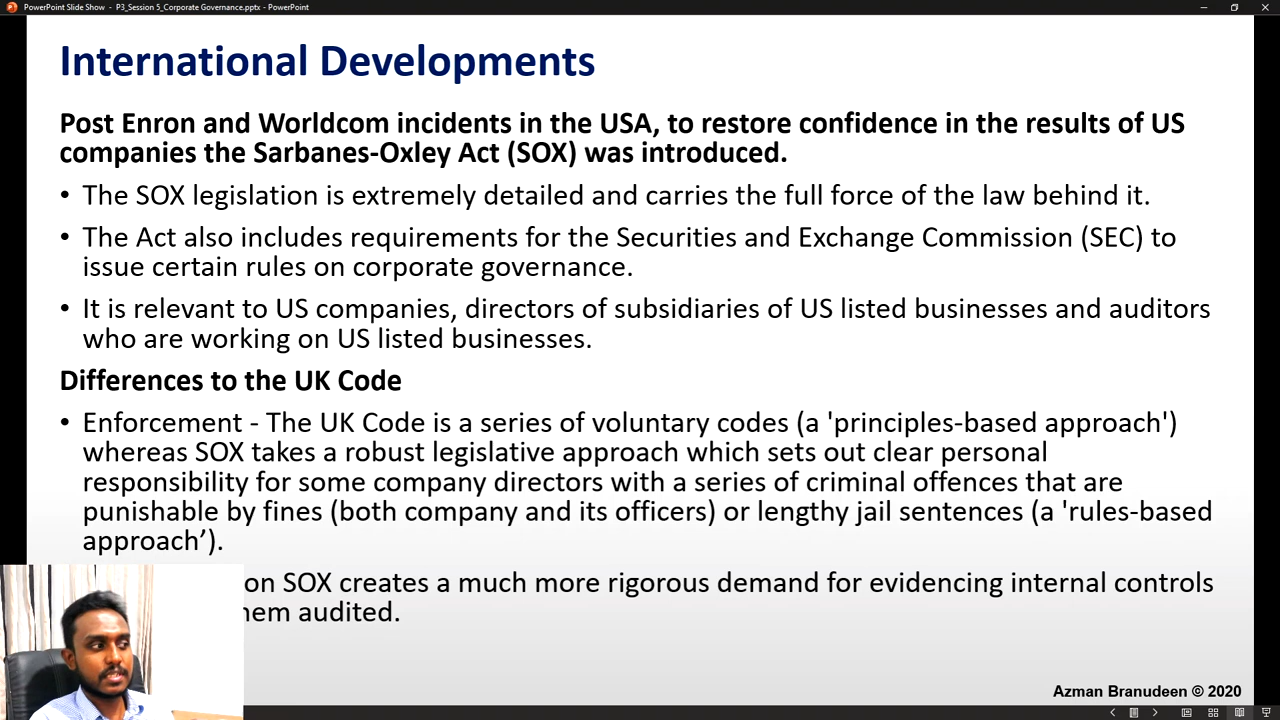 PowerPoint Slide Show - P3_Session 5_Corporate Governance.pptx - PowerPoint
International Developments
Post Enron and Worldcom incidents in the USA, to restore confidence in the results of US
companies the Sarbanes-Oxley Act (SOX) was introduced.
• The SOX legislation is extremely detailed and carries the full force of the law behind it.
• The Act also includes requirements for the Securities and Exchange Commission (SEC) to
issue certain rules on corporate governance.
• It is relevant to US companies, directors of subsidiaries of US listed businesses and auditors
who are working on US listed businesses.
Differences to the UK Code
• Enforcement - The UK Code is a series of voluntary codes (a 'principles-based approach')
whereas SOX takes a robust legislative approach which sets out clear personal
responsibility for some company directors with a series of criminal offences that are
punishable by fines (both company and its officers) or lengthy jail sentences (a 'rules-based
approach’).
on SOX creates a much more rigorous demand for evidencing internal controls
audited.
Azman Branudeen © 2020